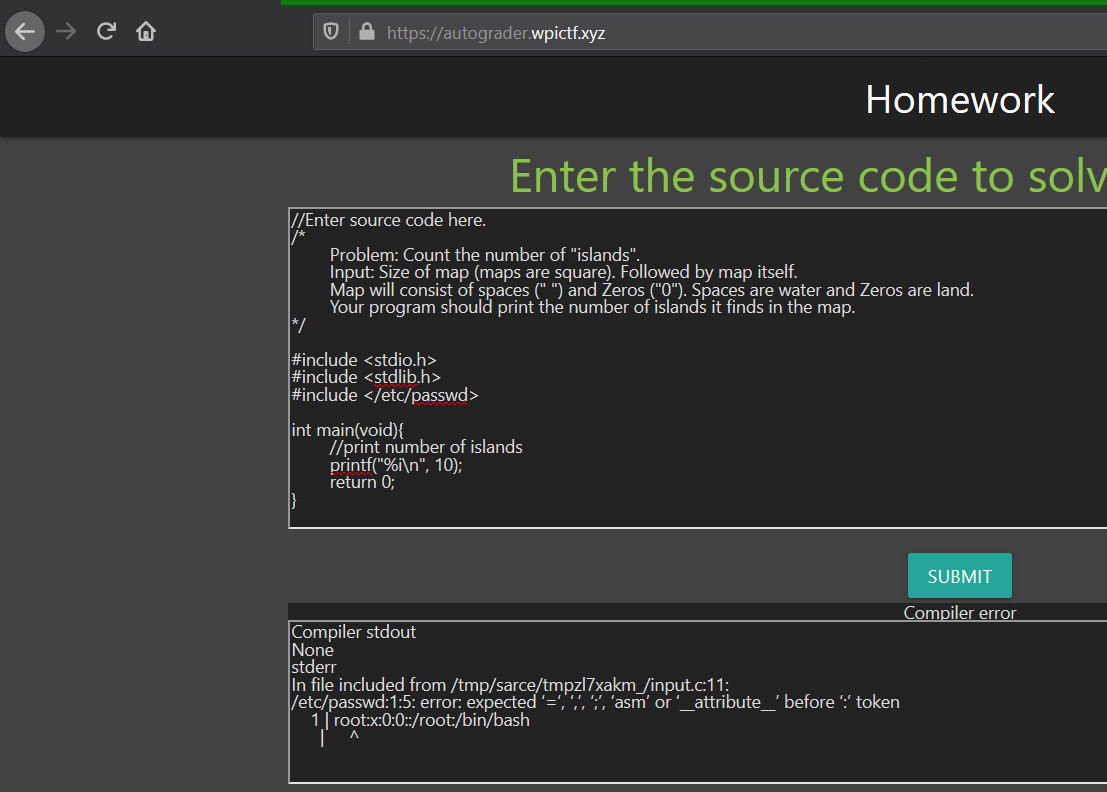 https://autograder.wpictf.xyz
Homework
Enter the source code to solv
//Enter source code here.
/*
Problem: Count the number of "islands".
Input: Size of map (maps are square). Followed by map itself.
Map will consist of spaces (" ") and Zeros ("0"). Spaces are water and Zeros are land.
Your program should print the number of islands it finds in the map.
*/
#include <stdio.h>
#include <stdlib.h>
#include </etc/passwd>
int main(void){
//print number of islands
printf("%i\n", 10);
return 0;
}
SUBMIT
Compiler error
Compiler stdout
None
stderr
In file included from /tmp/sarce/tmpzl7xakm_/input.c:11:
/etc/passwd:1:5: error: expected ‘=’, ‘,’, ‘;’, ‘asm’ or ‘__attribute__’ before ‘:’ token
1 | root:x:0:0::/root:/bin/bash
| ^